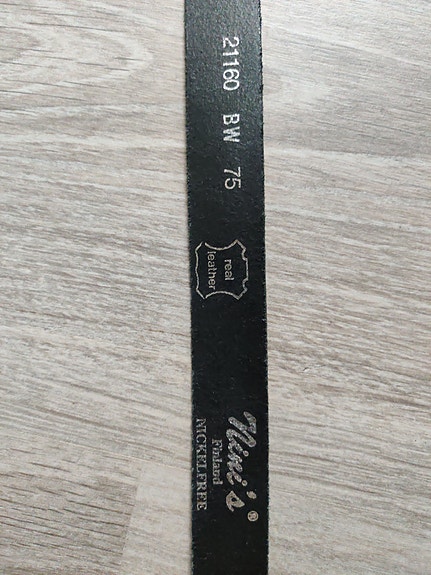 21160 BW 75
real
leather
Nini's®
Finland
NICKELFREE